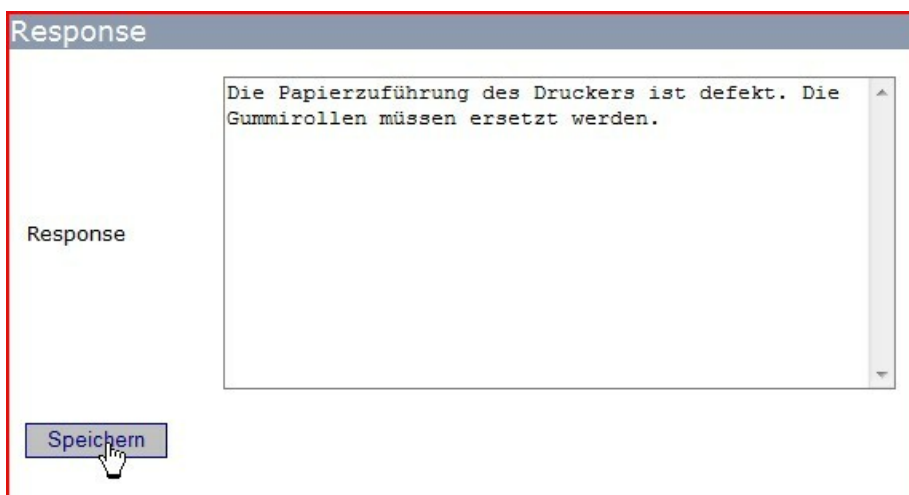 Response
Die Papierzuführung des Druckers ist defekt. Die
Gummirollen müssen ersetzt werden.
Response
Speichern